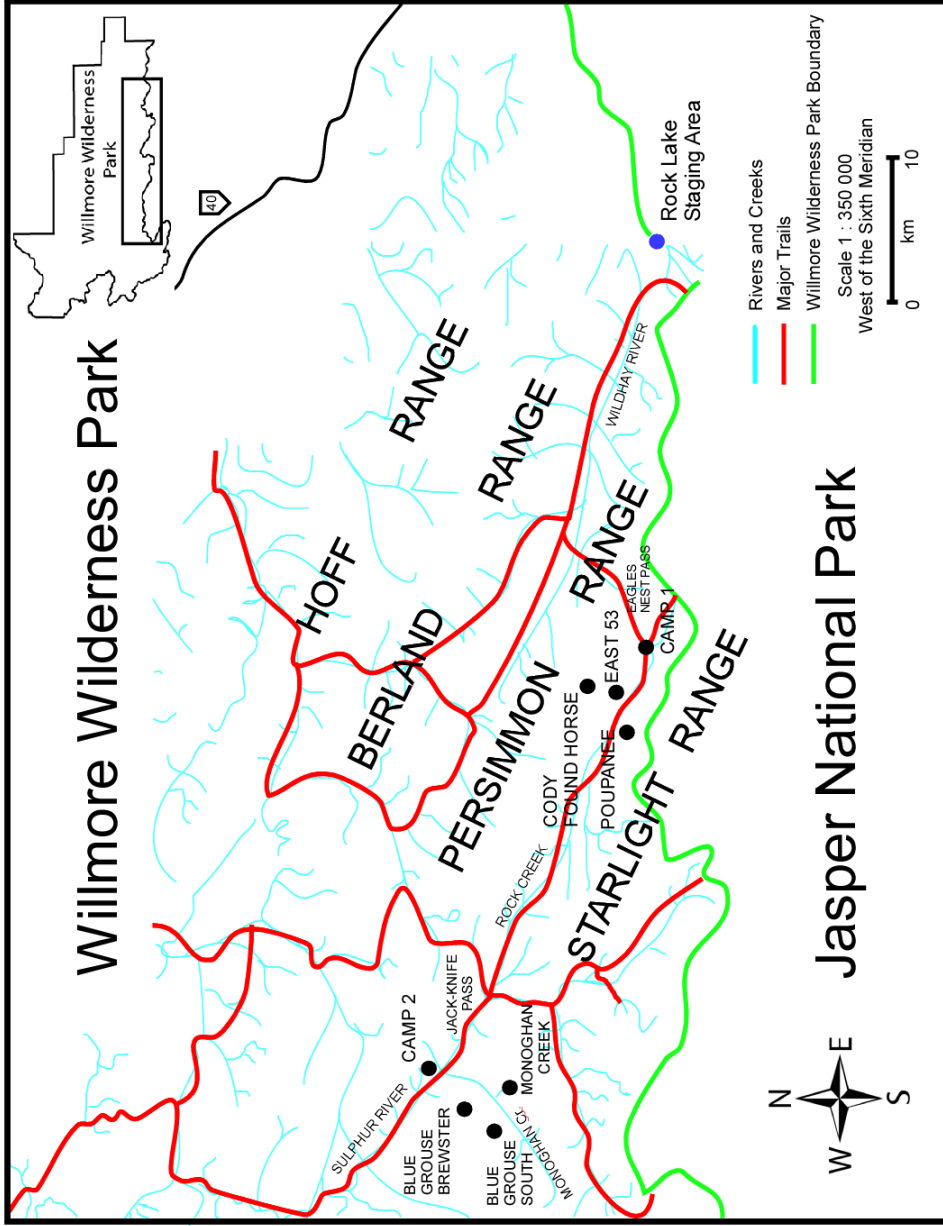 Willmore Wilderness Park
Willmore Wilderness
Park
40
HOFF
RANGE
BERLAND
RANGE
PERSIMMON
RANGE
STARLIGHT
RANGE
SULPHUR RIVER
CAMP 2
JACK-KNIFE
PASS
BLUE
GROUSE
BREWSTER
BLUE
GROUSE
SOUTH
MONOGHAN Cr.
MONOGHAN
CREEK
ROCK CREEK
CODY
FOUND HORSE
POUPANEE
EAST 53
EAGLES
NEST PASS
CAMP 1
WILDHAY RIVER
Rock Lake
Staging Area
Rivers and Creeks
Major Trails
Willmore Wilderness Park Boundary
Scale 1 : 350 000
West of the Sixth Meridian
0 km 10
Jasper National Park
N
W E
S